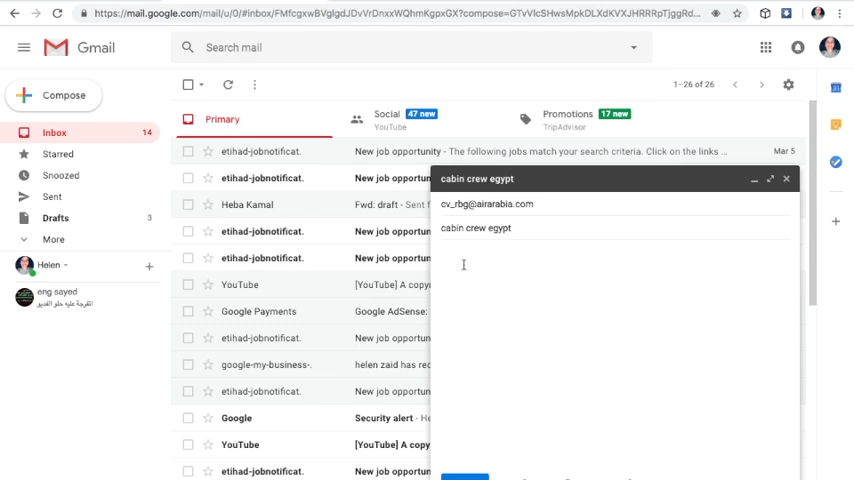 https://mail.google.com/mail/u/0/#inbox/FMfcgxwBVglgdJDvVrDnxxWQhmKgpxGX?compose=GTvVlcSHwsMpkDLXdKVXJHRRRpTjggRd...
Gmail
Search mail
Compose
1–26 of 26
Primary
Social 47 new
YouTube
Promotions 17 new
TripAdvisor
Inbox 14
Starred
Snoozed
Sent
Drafts 3
More
Helen
eng sayed
اتفرجة عليه حلو الفديو
etihad-jobnotificat. New job opportunity - The following jobs match your search criteria. Click on the links ... Mar 5
etihad-jobnotificat. New job opportun
Heba Kamal Fwd: draft - Sent f
etihad-jobnotificat. New job opportun
etihad-jobnotificat. New job opportun
YouTube [YouTube] A copy
Google Payments Google AdSense:
etihad-jobnotificat. New job opportun
google-my-business-. helen zaid has rec
etihad-jobnotificat. New job opportun
Google Security alert - He
YouTube [YouTube] A copy
etihad-jobnotificat. New job opportun
cabin crew egypt
cv_rbg@airarabia.com
cabin crew egypt